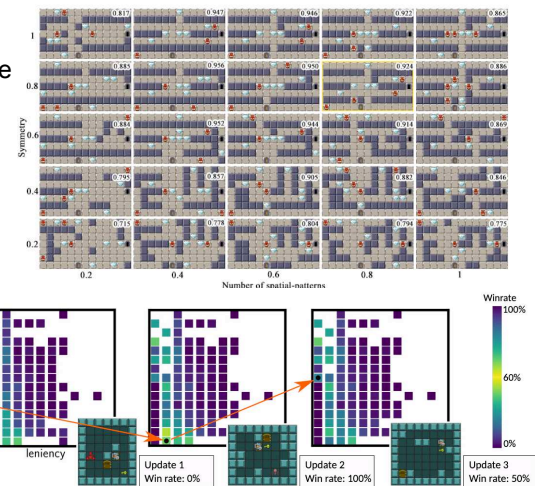 e
0.817 0.947 0.946 0.922 0.865
1
0.885 0.956 0.950 0.924 0.886
0.8
0.884 0.952 0.944 0.914 0.869
0.6
Symmetry
0.795 0.857 0.905 0.882 0.846
0.4
0.715 0.778 0.804 0.794 0.775
0.2
0.2 0.4 0.6 0.8 1
Number of spatial-patterns
Winrate
100%
60%
0%
leniency
Update 1
Win rate: 0%
Update 2
Win rate: 100%
Update 3
Win rate: 50%